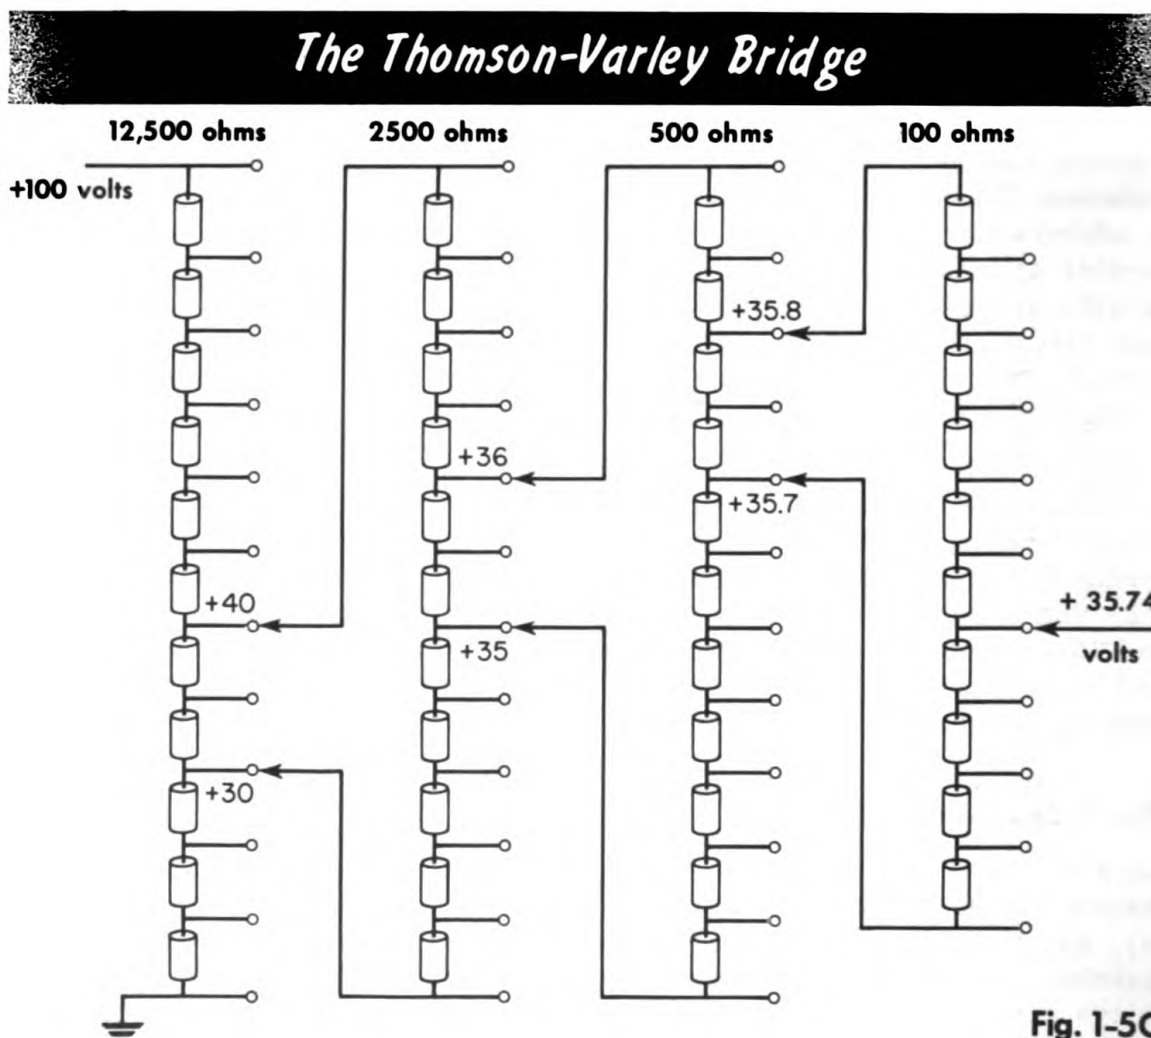 The Thomson-Varley Bridge
12,500 ohms 2500 ohms 500 ohms 100 ohms
+100 volts
+35.8
+36
+35.7
+40
+ 35.74
+35
volts
+30
Fig. 1-5C